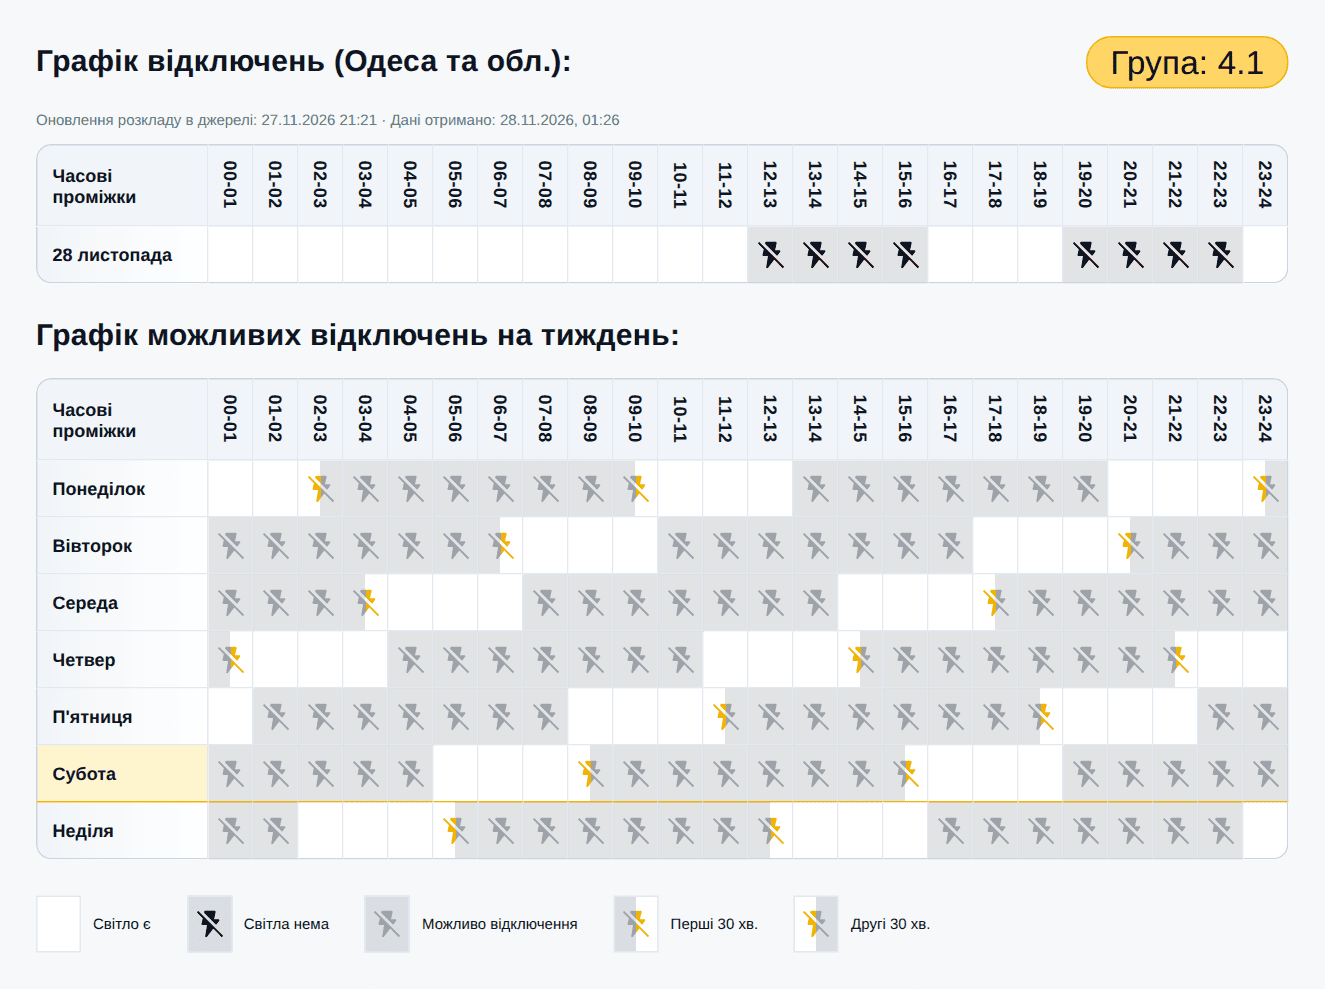 Графік відключень (Одеса та обл.):
Група: 4.1
Оновлення розкладу в джерелі: 27.11.2026 21:21 · Дані отримано: 28.11.2026, 01:26
Часові
проміжки
00-01 01-02 02-03 03-04 04-05 05-06 06-07 07-08 08-09 09-10 10-11 11-12 12-13 13-14 14-15 15-16 16-17 17-18 18-19 19-20 20-21 21-22 22-23 23-24
28 листопада
Графік можливих відключень на тиждень:
Часові
проміжки
00-01 01-02 02-03 03-04 04-05 05-06 06-07 07-08 08-09 09-10 10-11 11-12 12-13 13-14 14-15 15-16 16-17 17-18 18-19 19-20 20-21 21-22 22-23 23-24
Понеділок
Вівторок
Середа
Четвер
П'ятниця
Субота
Неділя
Світло є
Світла нема
Можливо відключення
Перші 30 хв.
Другі 30 хв.